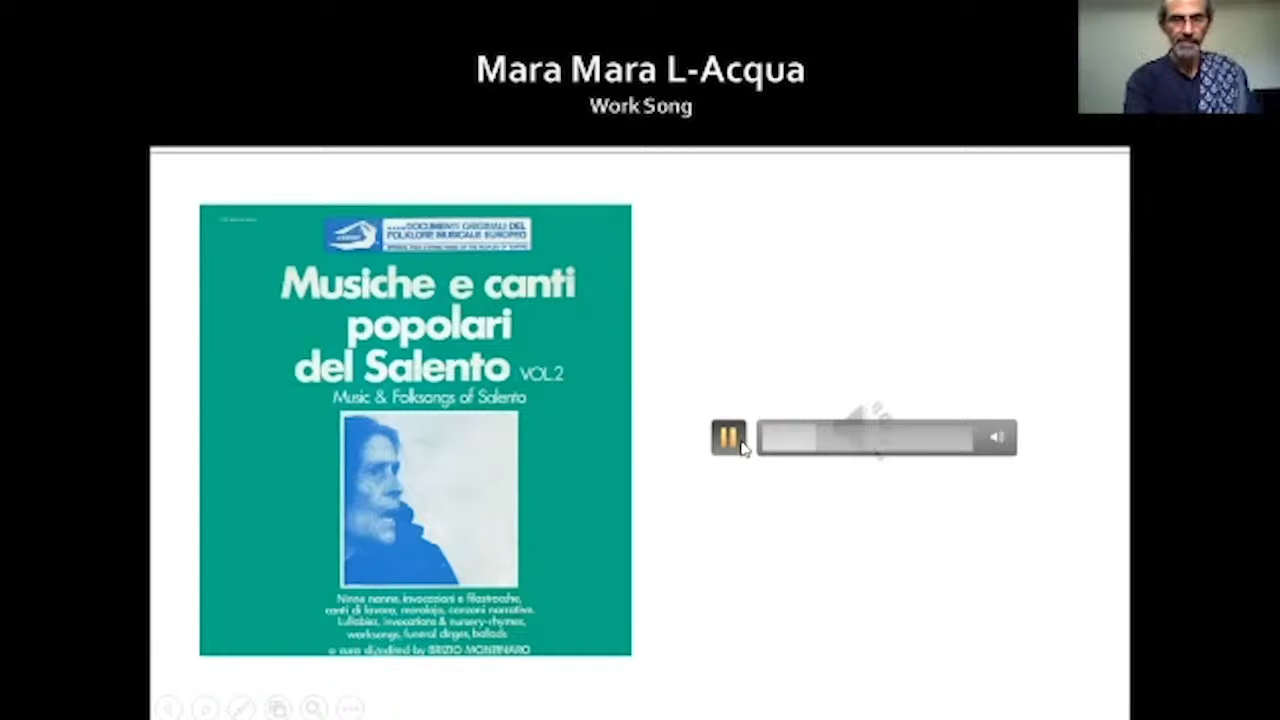 Mara Mara L-Acqua
Work Song
DOCUMENTI ORIGINALI DEL
FOLKLORE MUSICALE EUROPEO
Musiche e canti
popolari
del Salento VOL.2
Music & Folksongs of Salento
Ninne nanne, invocazioni e filastrocche,
canti di lavoro, moroloja, canzoni narrative.
Lullabies, invocations & nursery-rhymes,
worksongs, funeral dirges, ballads
a cura di/edited by BRIZIO MONTINARO